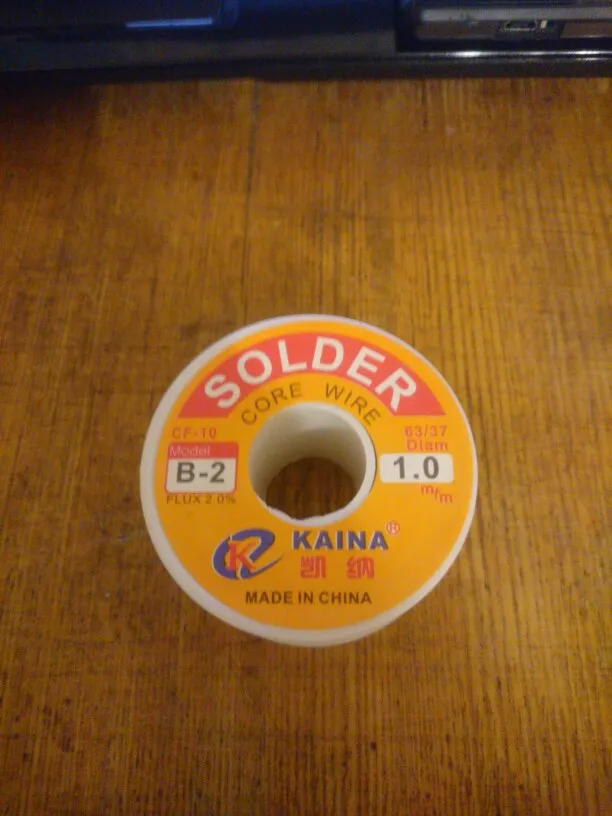 SOLDER
CORE WIRE
CF-10
Model
B-2
FLUX 2.0%
63/37
Diam
1.0
m/m
KAINA®
凯纳
MADE IN CHINA